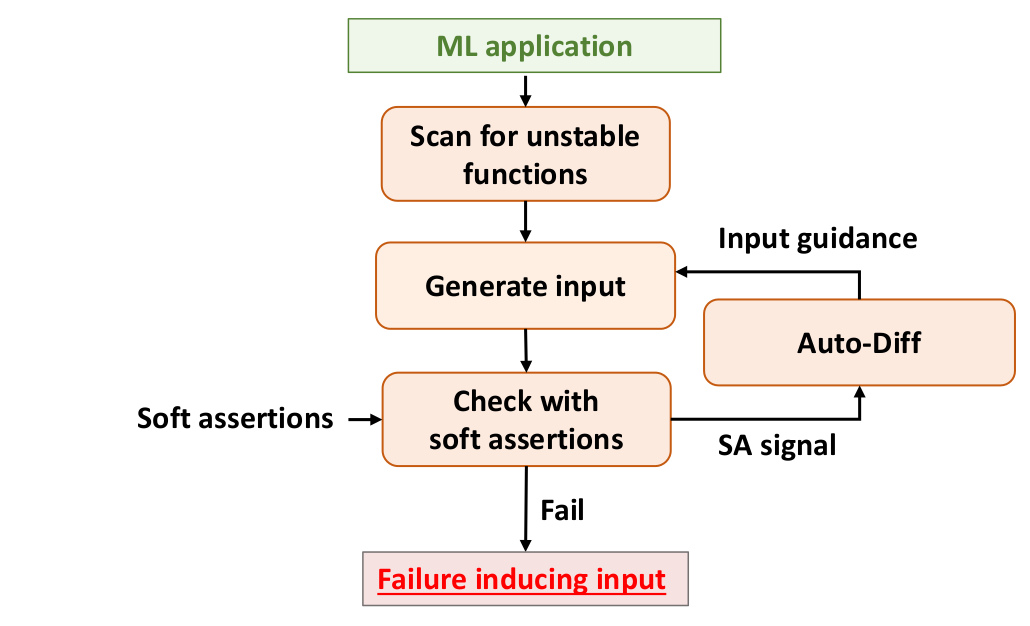 ML application
Scan for unstable
functions
Input guidance
Generate input
Auto-Diff
Check with
soft assertions
Soft assertions
SA signal
Fail
Failure inducing input